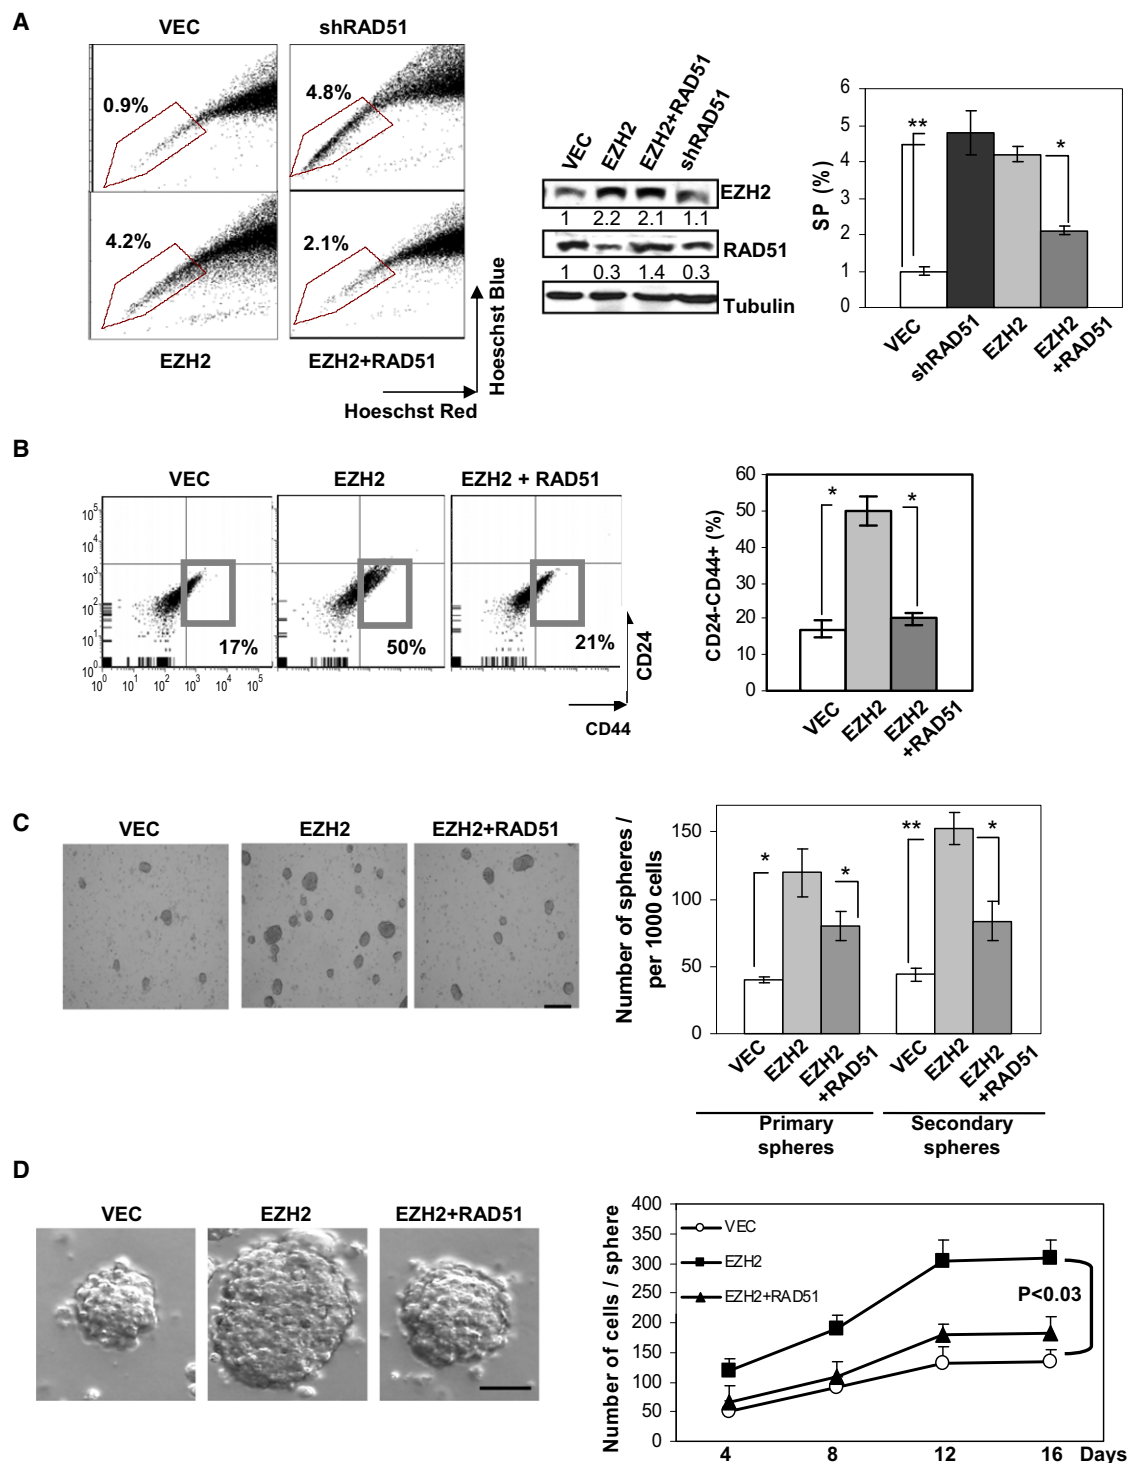 A
VEC
shRAD51
0.9%
4.8%
4.2%
2.1%
EZH2
EZH2+RAD51
Hoeschst Red
Hoeschst Blue
VEC
EZH2
EZH2+RAD51
shRAD51
EZH2
1 2.2 2.1 1.1
RAD51
1 0.3 1.4 0.3
Tubulin
SP (%)
6
5
4
3
2
1
0
**
*
VEC
shRAD51
EZH2
EZH2
+RAD51
B
VEC
EZH2
EZH2 + RAD51
10^5
10^4
10^3
10^2
10^1
10^0
10^0 10^1 10^2 10^3 10^4 10^5
17%
50%
21%
CD24
CD44
CD24-CD44+ (%)
60
50
40
30
20
10
0
*
*
VEC
EZH2
EZH2
+RAD51
C
VEC
EZH2
EZH2+RAD51
Number of spheres /
per 1000 cells
150
100
50
0
*
*
**
*
VEC
EZH2
EZH2
+RAD51
VEC
EZH2
EZH2
+RAD51
Primary
spheres
Secondary
spheres
D
VEC
EZH2
EZH2+RAD51
Number of cells / sphere
400
350
300
250
200
150
100
50
0
VEC
EZH2
EZH2+RAD51
P<0.03
4 8 12 16 Days